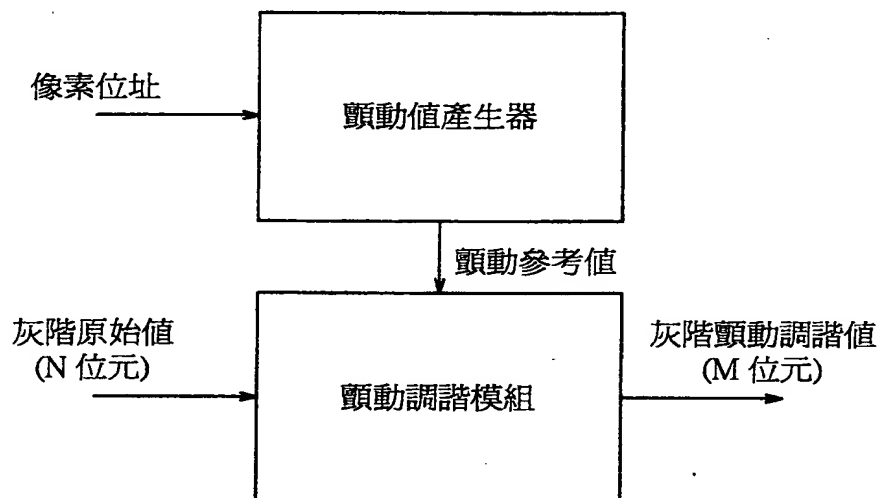 像素位址
顫動值產生器
顫動參考值
灰階原始值
(N 位元)
顫動調諧模組
灰階顫動調諧值
(M 位元)